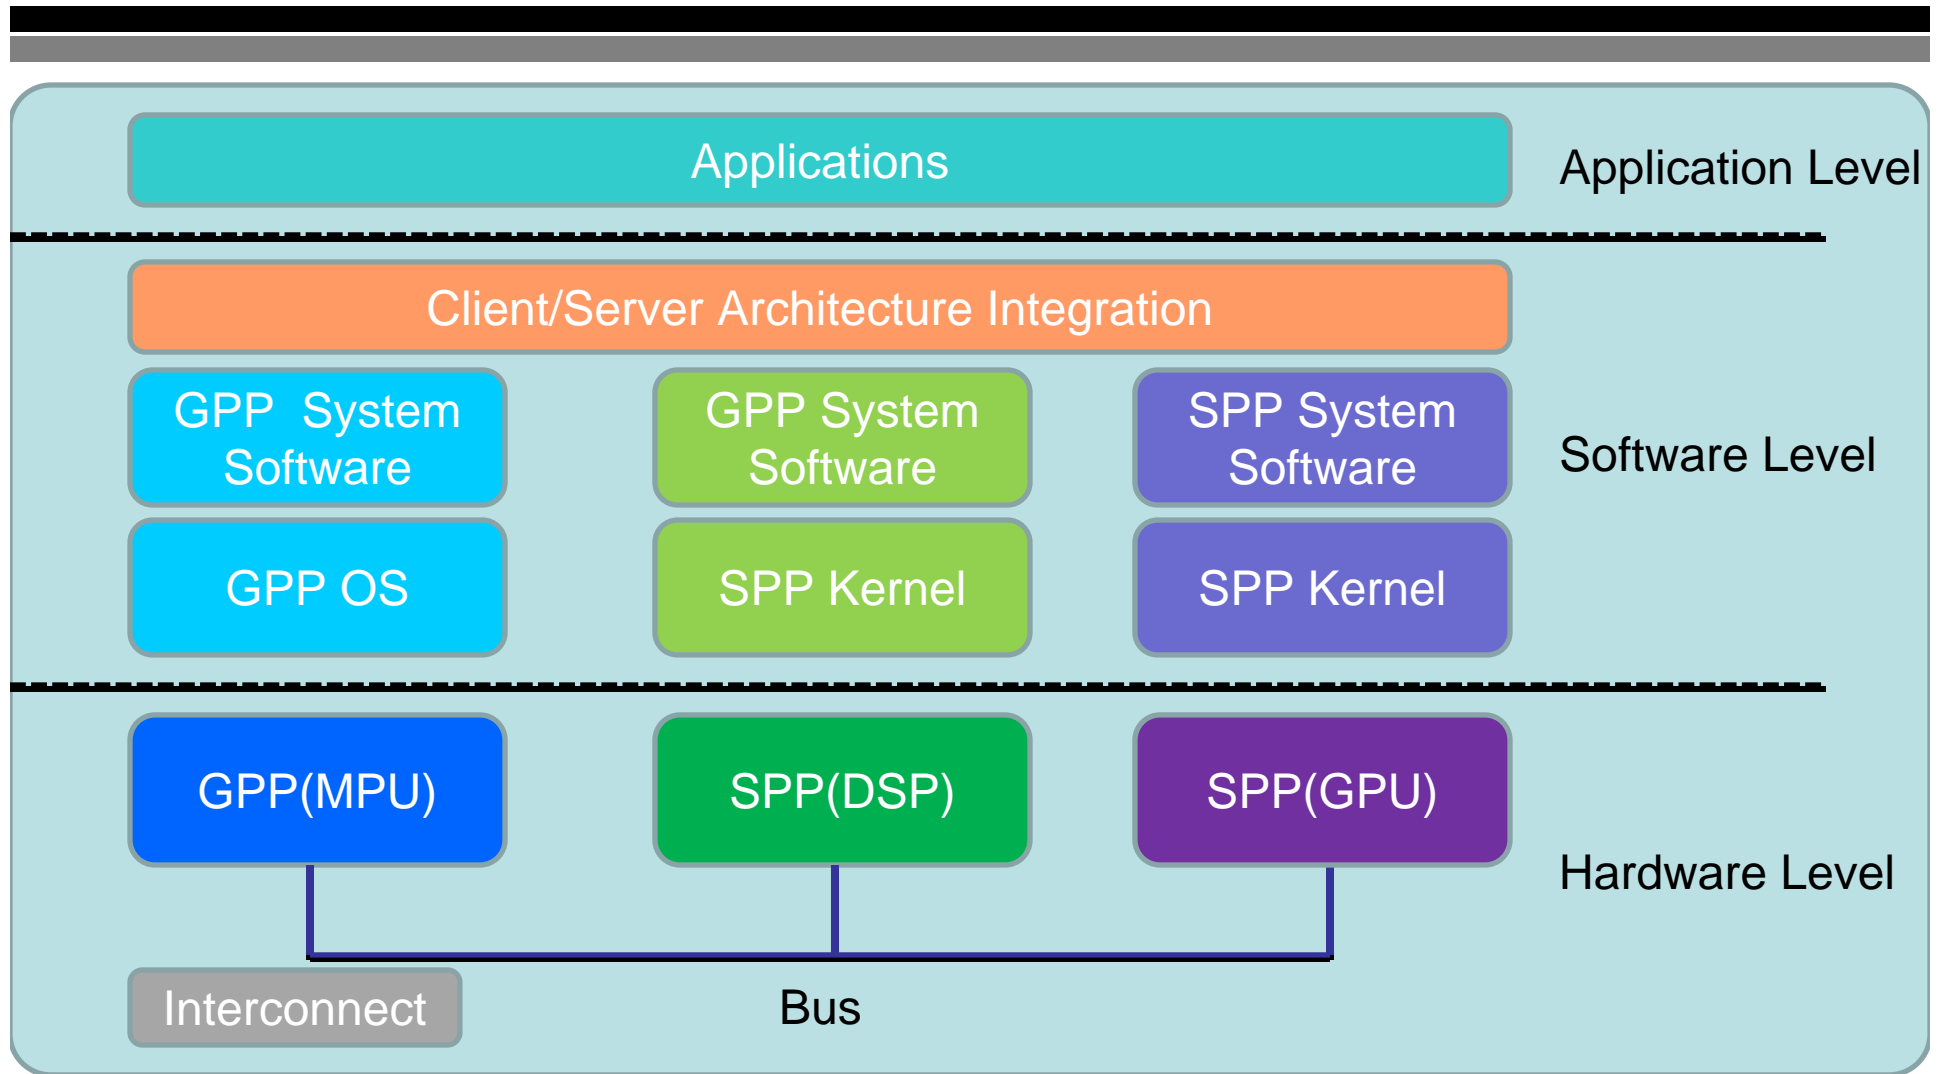 Applications
Application Level
Client/Server Architecture Integration
GPP  System
Software
GPP System
Software
SPP System
Software
Software Level
GPP OS
SPP Kernel
SPP Kernel
GPP(MPU)
SPP(DSP)
SPP(GPU)
Hardware Level
Interconnect
Bus